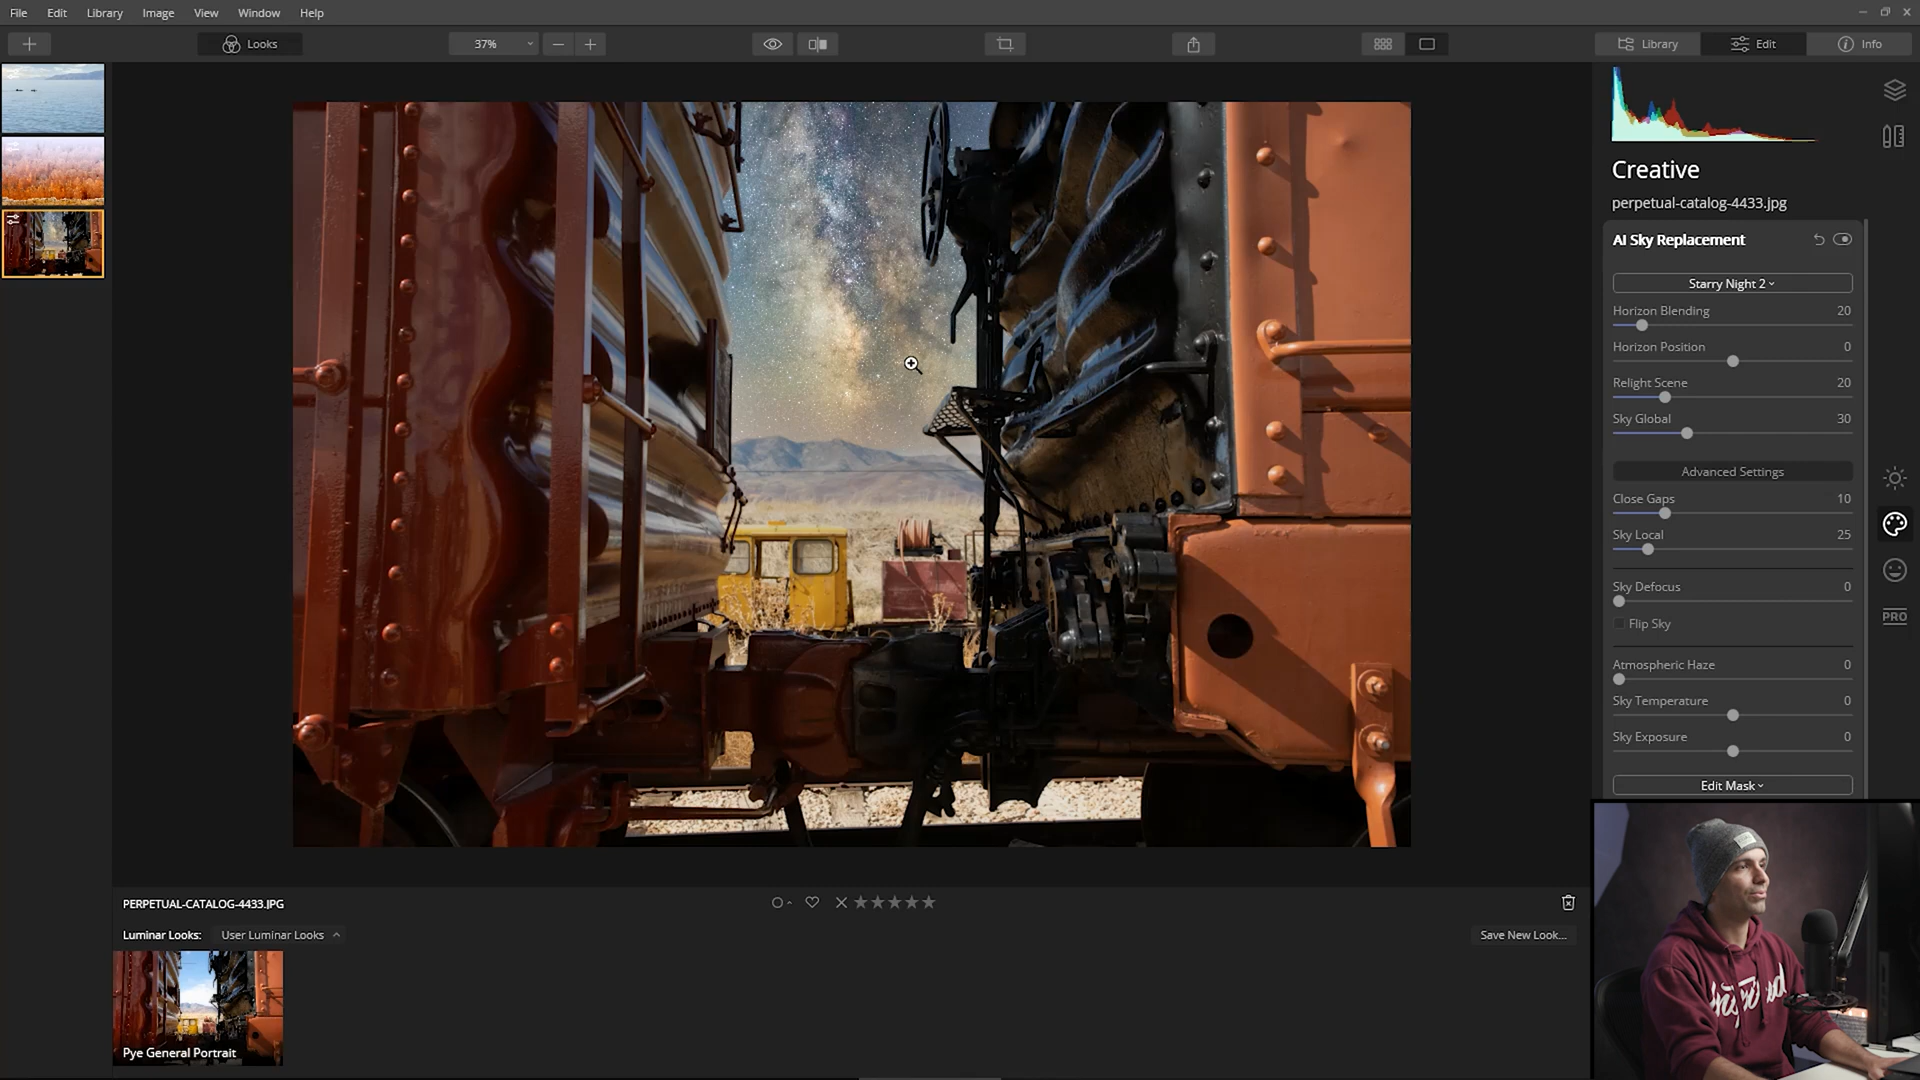 File Edit Library Image View Window Help
Looks 37% Library Edit Info
Creative
perpetual-catalog-4433.jpg
AI Sky Replacement
Starry Night 2
Horizon Blending 20
Horizon Position 0
Relight Scene 20
Sky Global 30
Advanced Settings
Close Gaps 10
Sky Local 25
Sky Defocus 0
Flip Sky
PRO
Atmospheric Haze 0
Sky Temperature 0
Sky Exposure 0
Edit Mask
PERPETUAL-CATALOG-4433.JPG
Luminar Looks: User Luminar Looks Save New Look...
Pye General Portrait